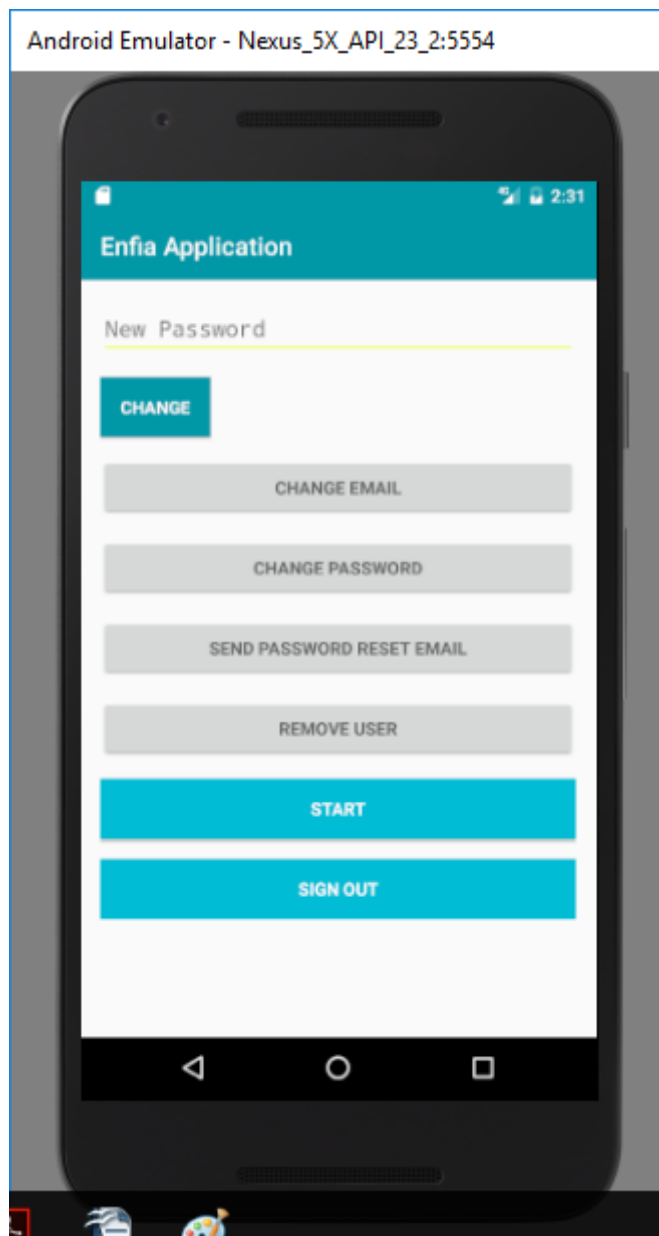 Android Emulator - Nexus_5X_API_23_2:5554
4G 2:31
Enfia Application
New Password
CHANGE
CHANGE EMAIL
CHANGE PASSWORD
SEND PASSWORD RESET EMAIL
REMOVE USER
START
SIGN OUT